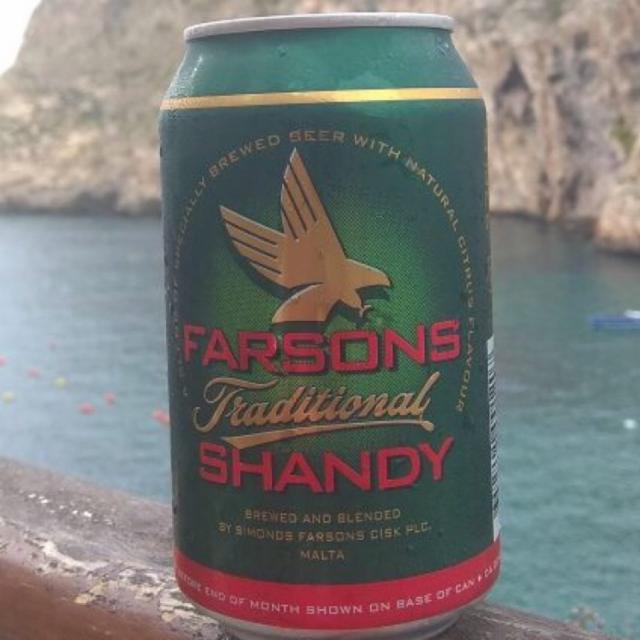 SPECIALLY BREWED BEER WITH NATURAL CITRUS FLAVOUR
FARSONS
Traditional
SHANDY
BREWED AND BLENDED
BY SIMONDS FARSONS CISK PLC.
MALTA
END OF MONTH SHOWN ON BASE OF CAN •